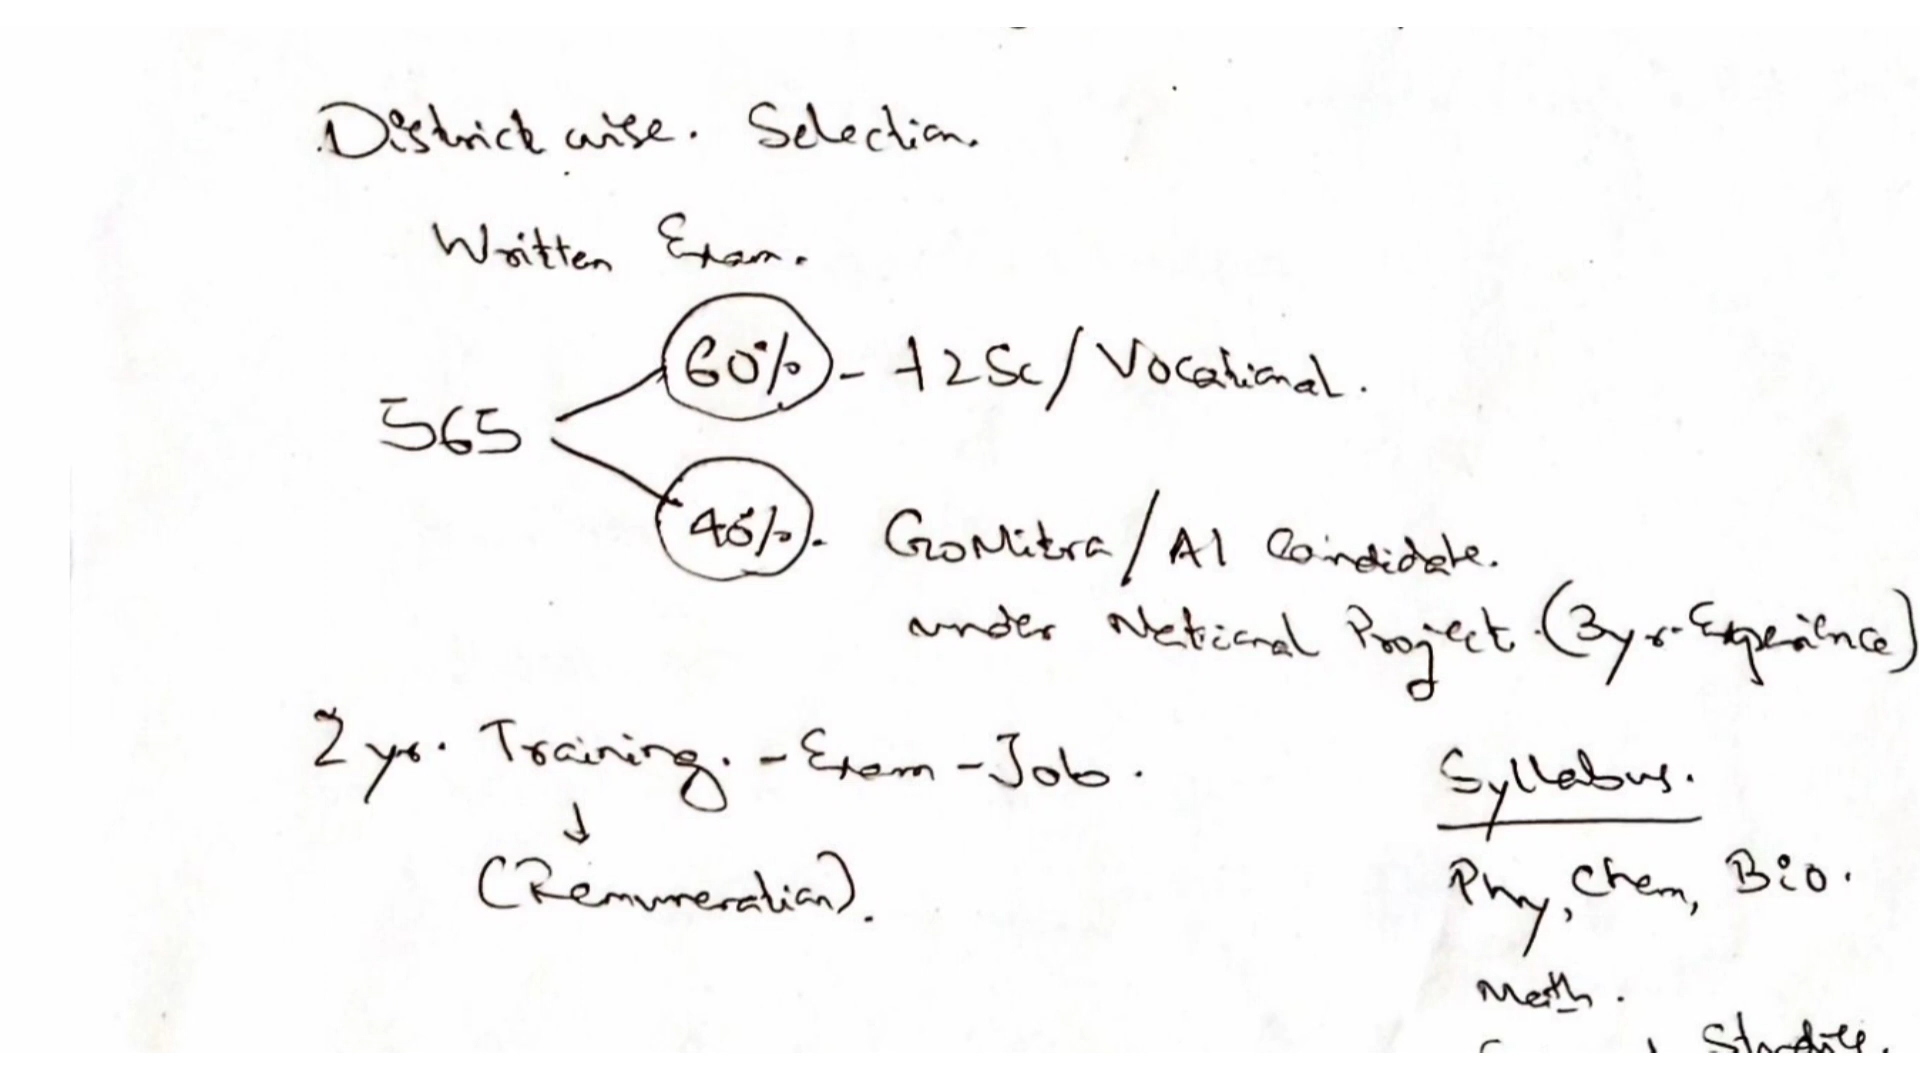 District wise. Selection.
Written Exam.
565
60% - +2 Sc / Vocational.
40%. GoMitra / AI Candidate.
under National Project. (3 yr. Experience)
2 yr. Training. - Exam - Job.
↓
(Remuneration).
Syllabus.
Phy, Chem, Bio.
Math.
Studies.